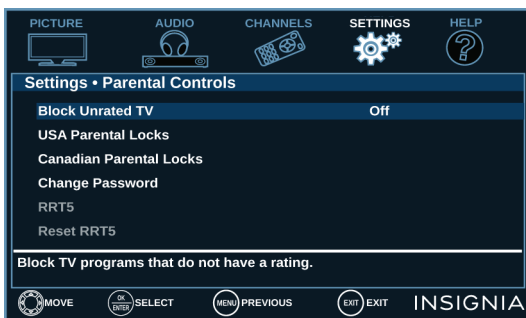 PICTURE AUDIO CHANNELS SETTINGS HELP
?
Settings • Parental Controls
Block Unrated TV Off
USA Parental Locks
Canadian Parental Locks
Change Password
RRT5
Reset RRT5
Block TV programs that do not have a rating.
MOVE OK ENTER SELECT MENU PREVIOUS EXIT EXIT INSIGNIA